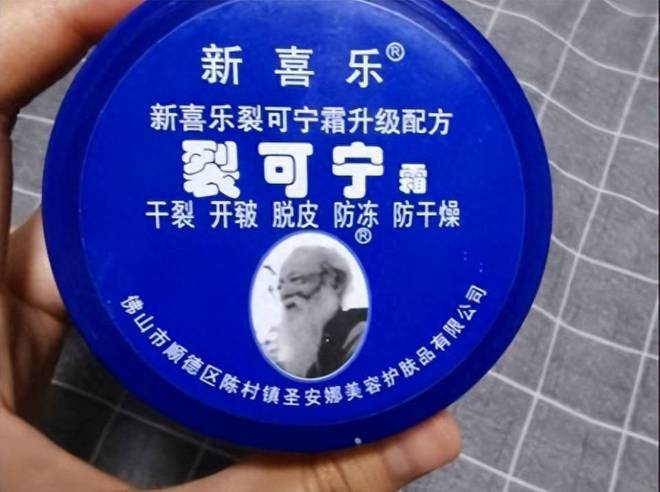 新喜乐®
新喜乐裂可宁霜升级配方
裂可宁霜
干裂 开皲 脱皮 防冻 防干燥
®
佛山市顺德区陈村镇圣安娜美容护肤品有限公司